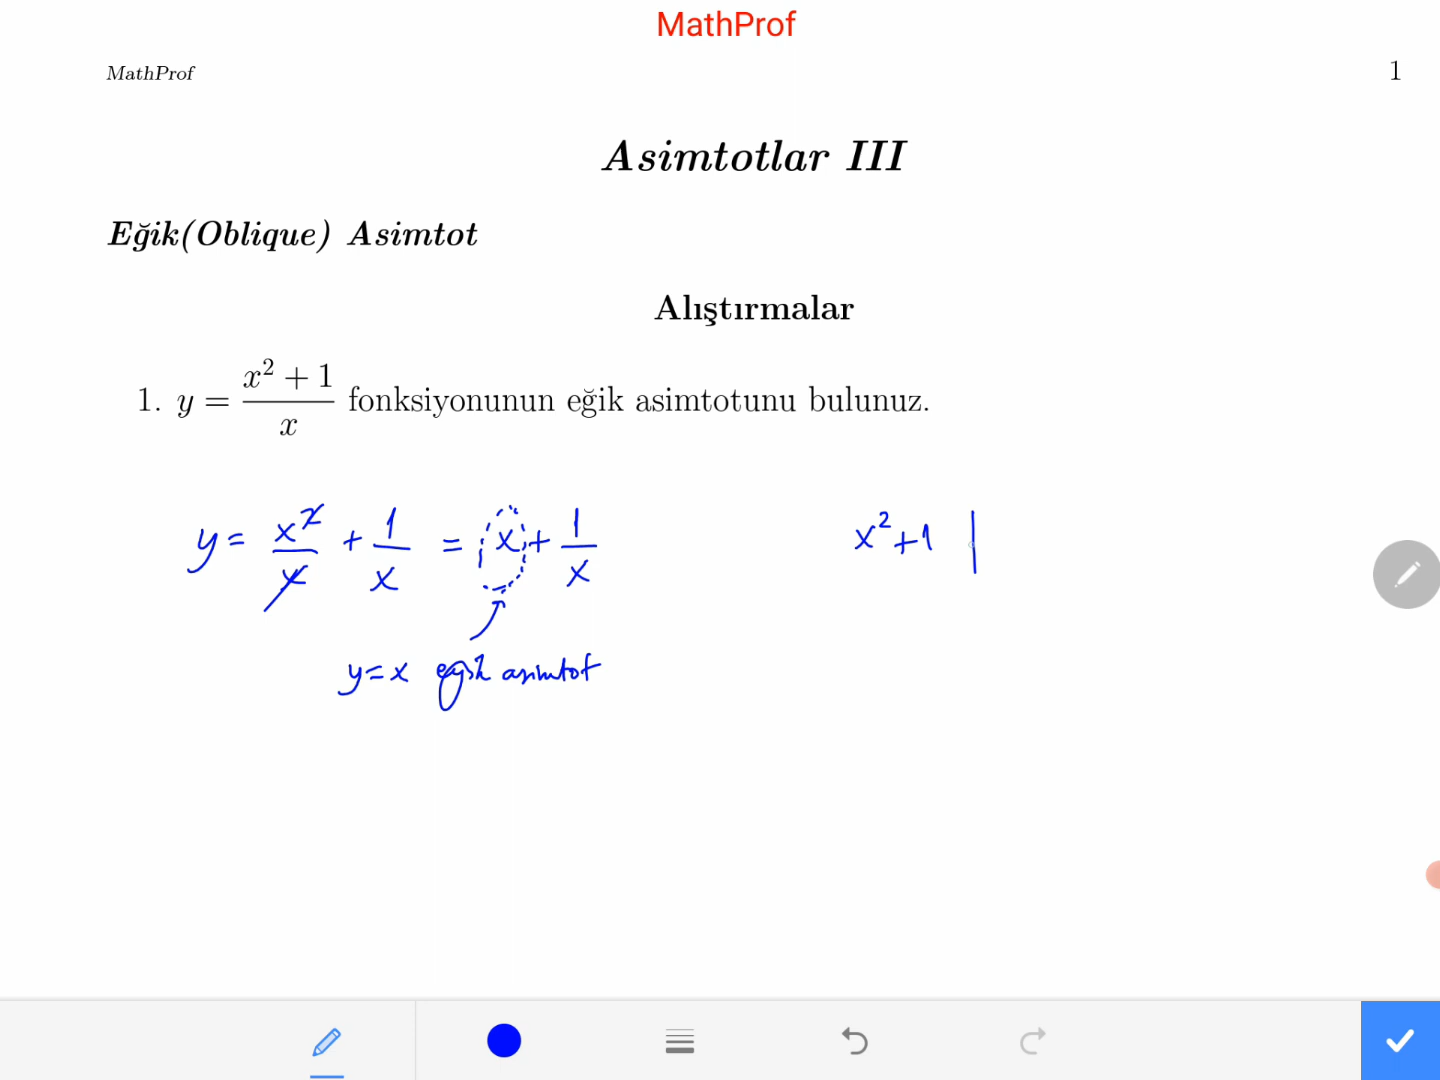 MathProf
MathProf 1
Asimtotlar III
Eğik(Oblique) Asimtot
Alıştırmalar
1. y = (x² + 1)/x fonksiyonunun eğik asimtotunu bulunuz.
y = x²/x + 1/x = x + 1/x
x² + 1
y = x eğik asimtot